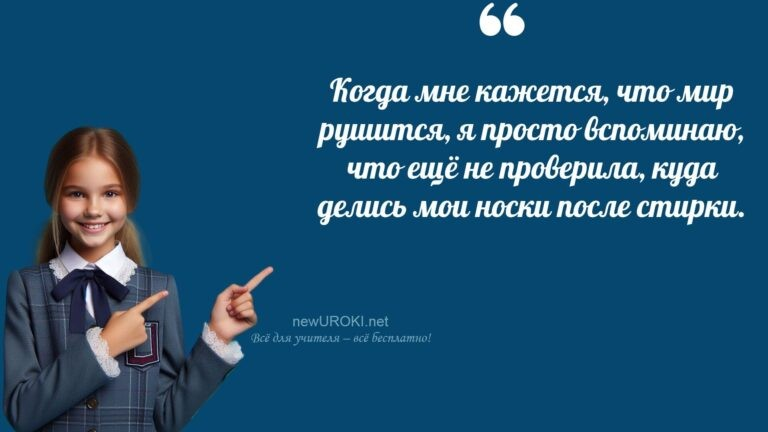 “
Когда мне кажется, что мир
рушится, я просто вспоминаю,
что ещё не проверила, куда
делись мои носки после стирки.
newUROKI.net
Всё для учителя – всё бесплатно!